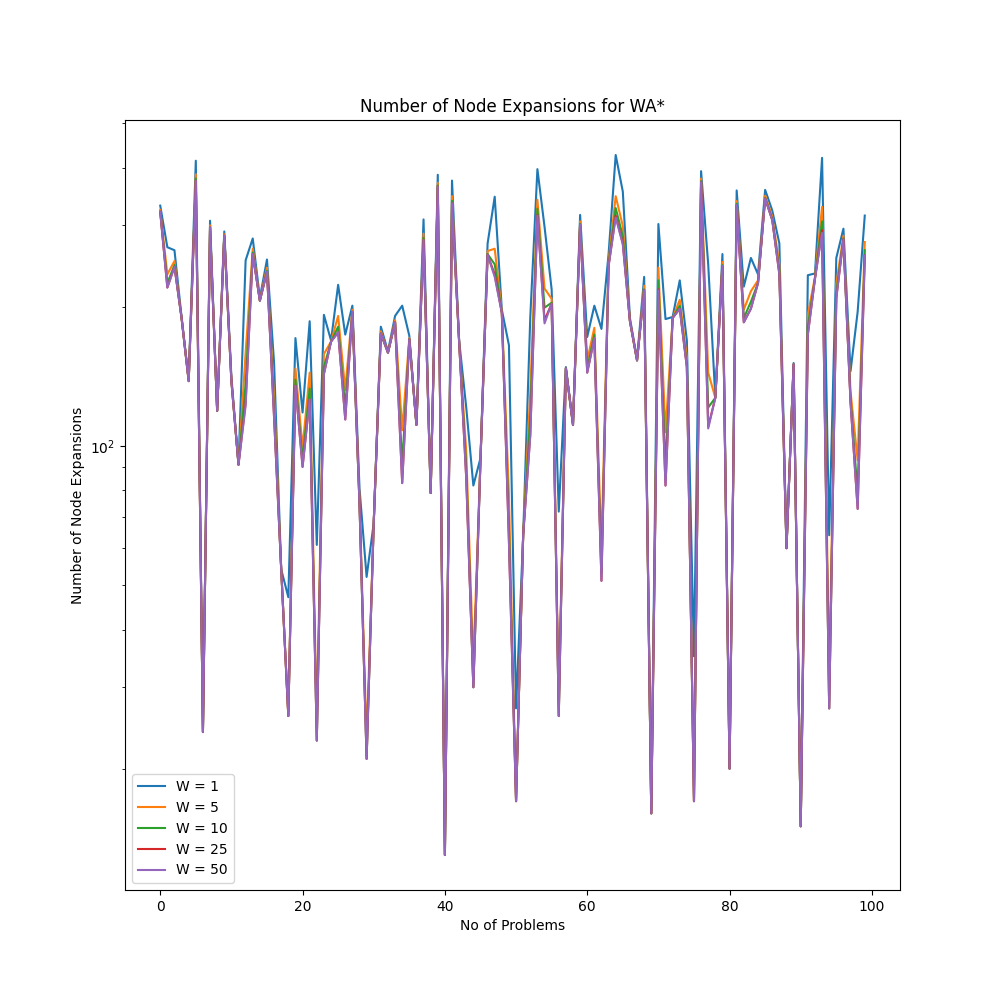 Number of Node Expansions for WA*
Number of Node Expansions
10²
W = 1
W = 5
W = 10
W = 25
W = 50
0 20 40 60 80 100
No of Problems